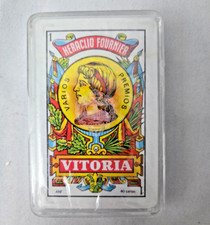 HERACLIO FOURNIER
VARIOS PREMIOS
VITORIA